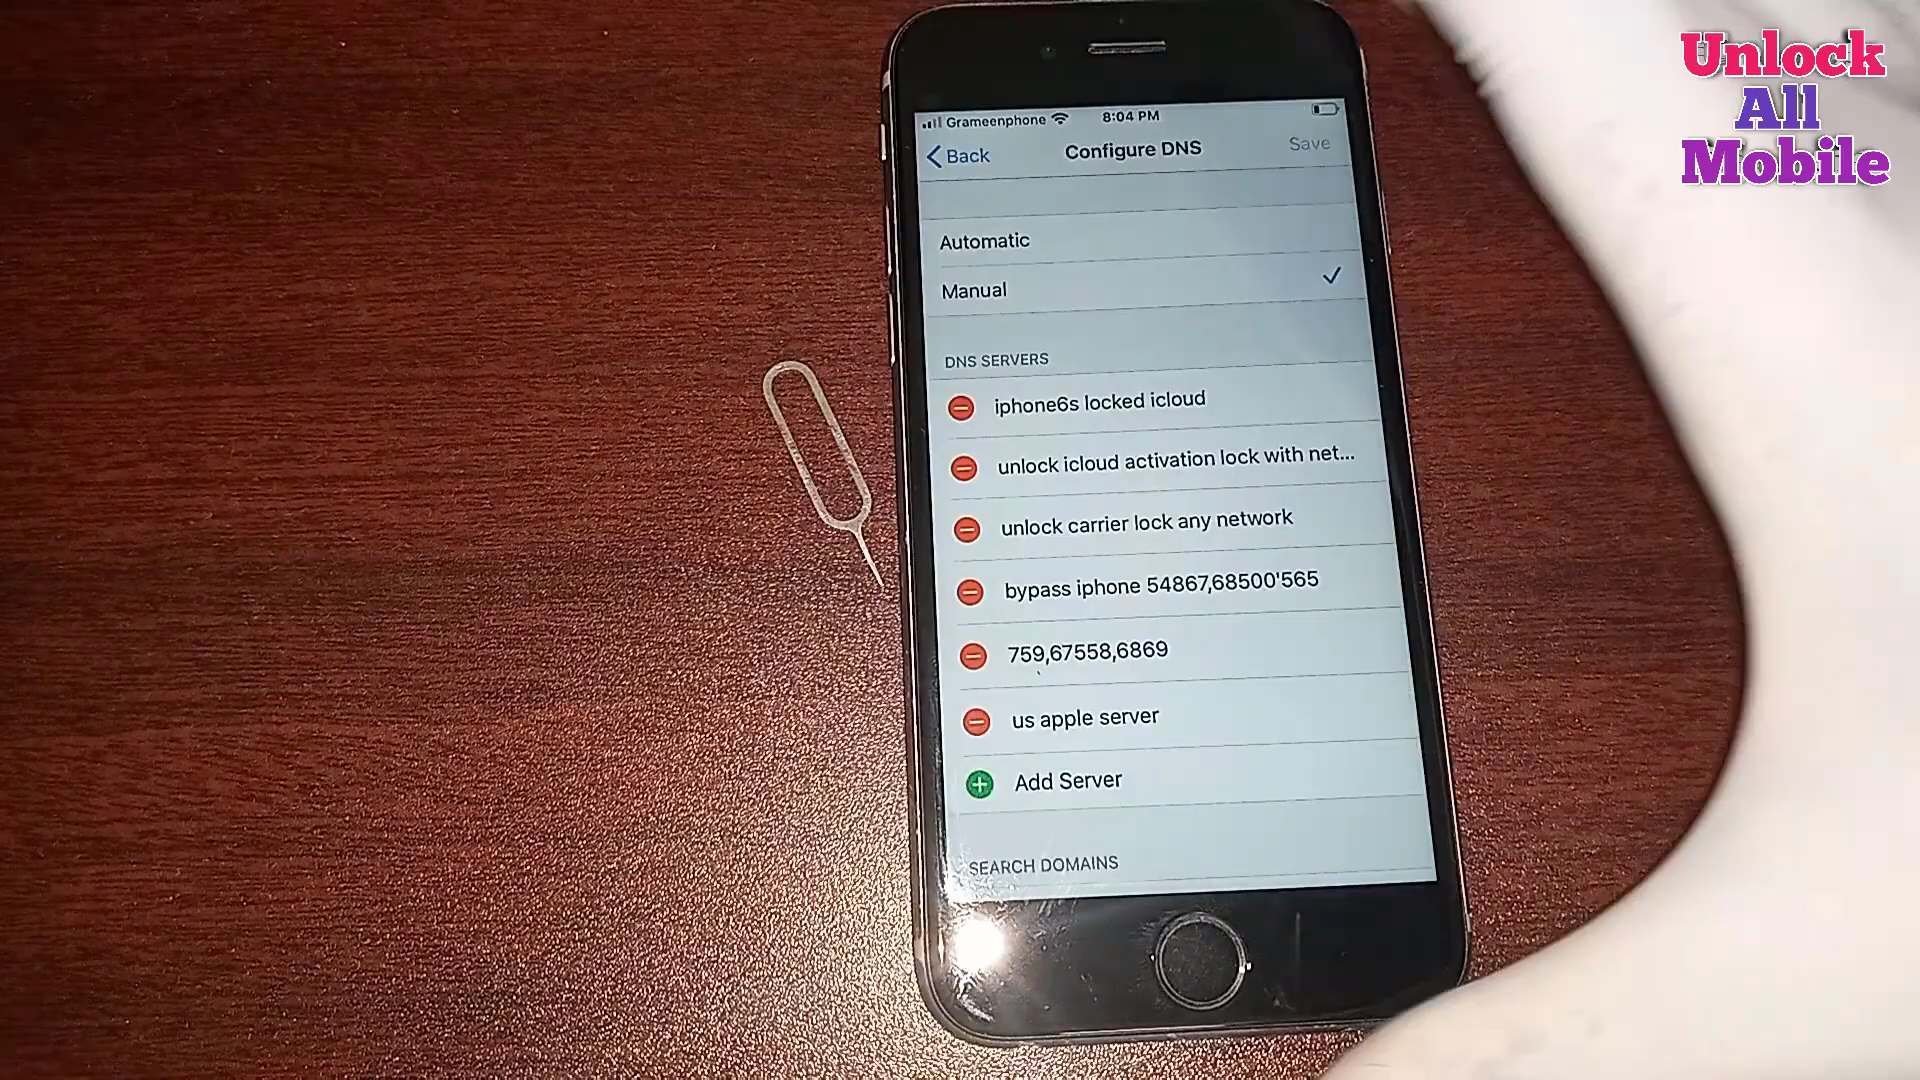 Unlock
All
Mobile
Grameenphone 8:04 PM
Back Configure DNS Save
Automatic
Manual
DNS SERVERS
iphone6s locked icloud
unlock icloud activation lock with net...
unlock carrier lock any network
bypass iphone 54867,68500'565
759,67558,6869
us apple server
Add Server
SEARCH DOMAINS